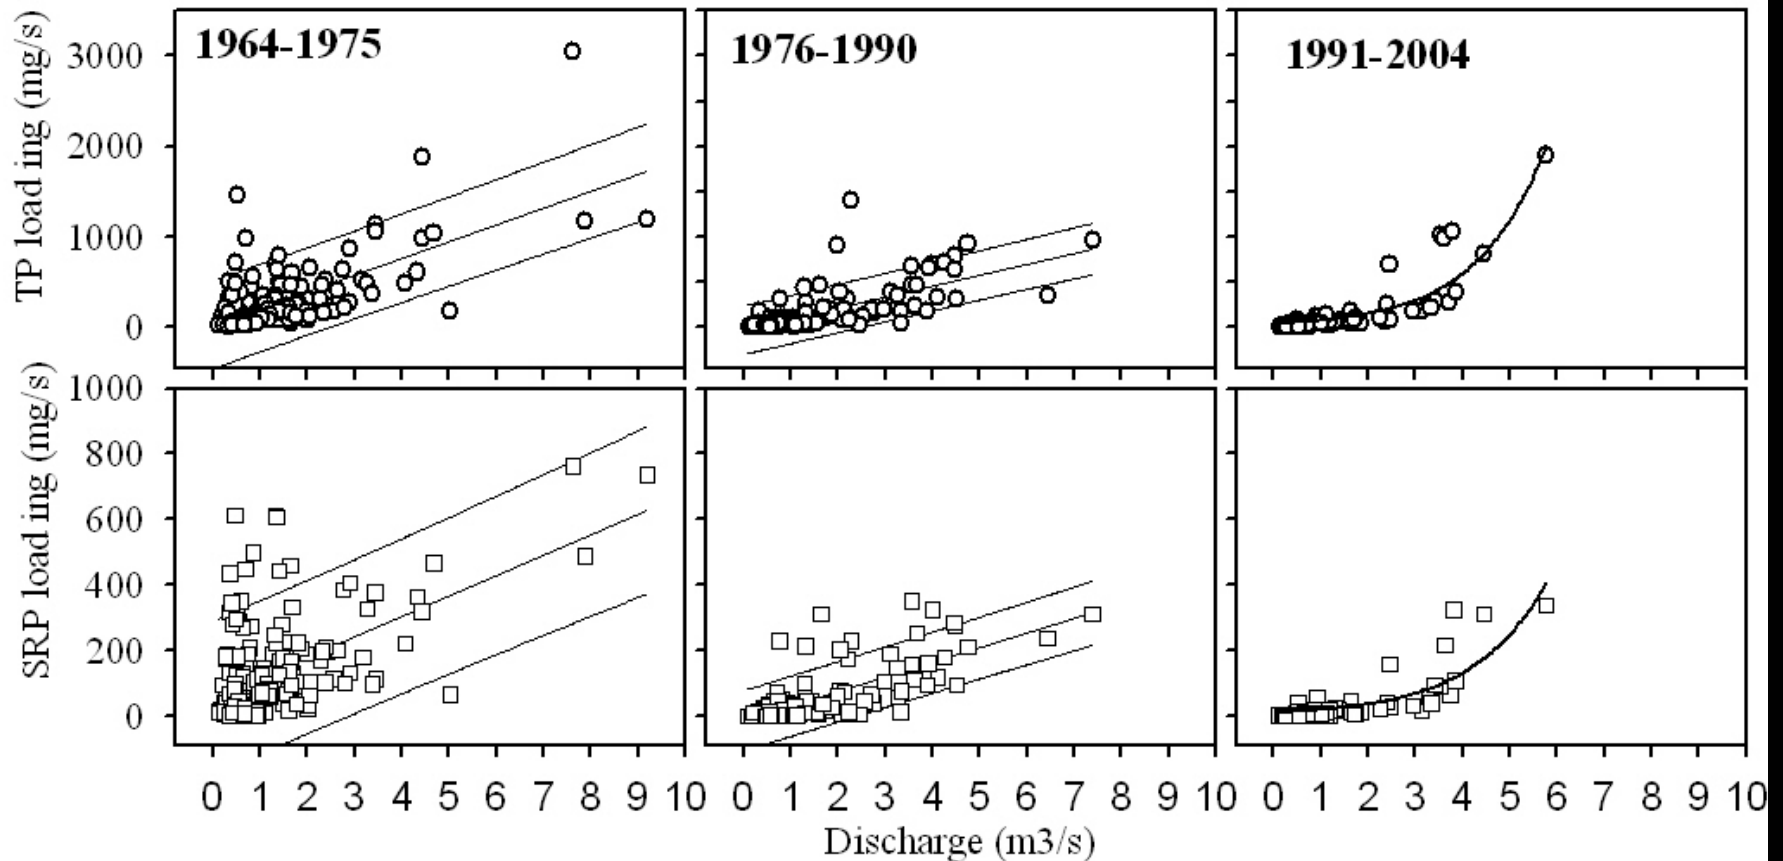 1964-1975
1976-1990
1991-2004
TP load ing (mg/s)
3000
2000
1000
0
SRP load ing (mg/s)
1000
800
600
400
200
0
0 1 2 3 4 5 6 7 8 9 10
0 1 2 3 4 5 6 7 8 9 10
0 1 2 3 4 5 6 7 8 9 10
Discharge (m3/s)